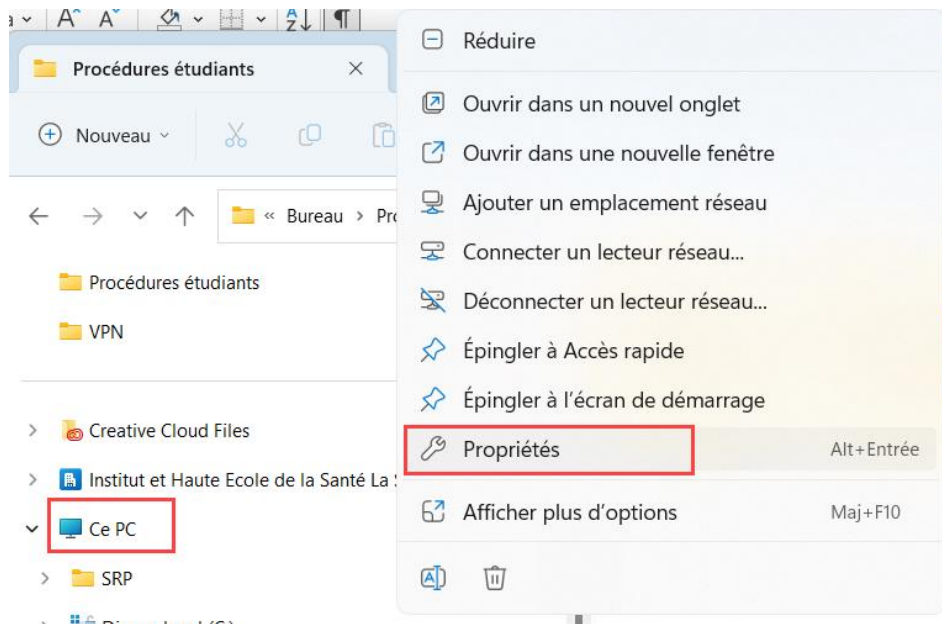 Procédures étudiants
Nouveau
« Bureau > Pro
Procédures étudiants
VPN
Creative Cloud Files
Institut et Haute Ecole de la Santé La
Ce PC
SRP
Réduire
Ouvrir dans un nouvel onglet
Ouvrir dans une nouvelle fenêtre
Ajouter un emplacement réseau
Connecter un lecteur réseau...
Déconnecter un lecteur réseau...
Épingler à Accès rapide
Épingler à l'écran de démarrage
Propriétés Alt+Entrée
Afficher plus d'options Maj+F10